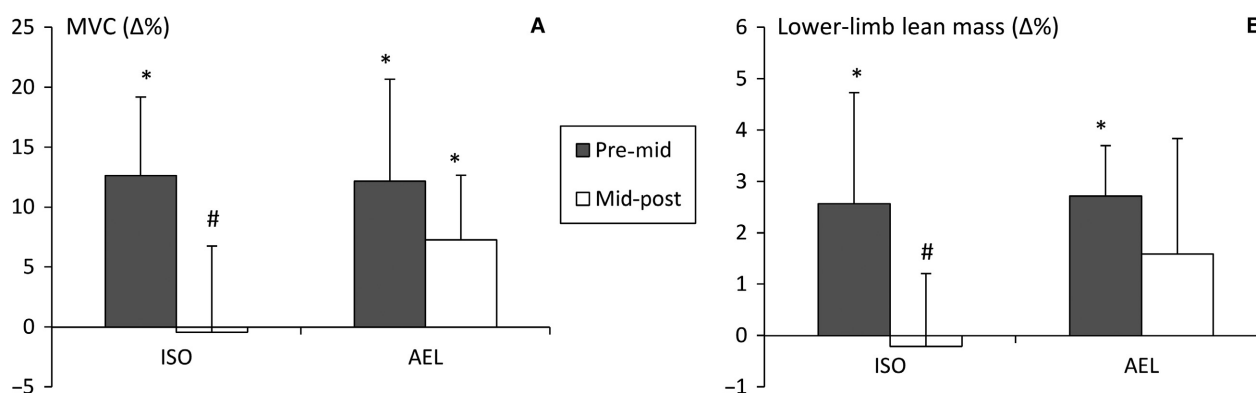 MVC (Δ%)
A
25
20
15
10
5
0
–5
*
#
*
*
ISO
AEL
Pre-mid
Mid-post
Lower-limb lean mass (Δ%)
6
5
4
3
2
1
0
–1
*
#
*
ISO
AEL